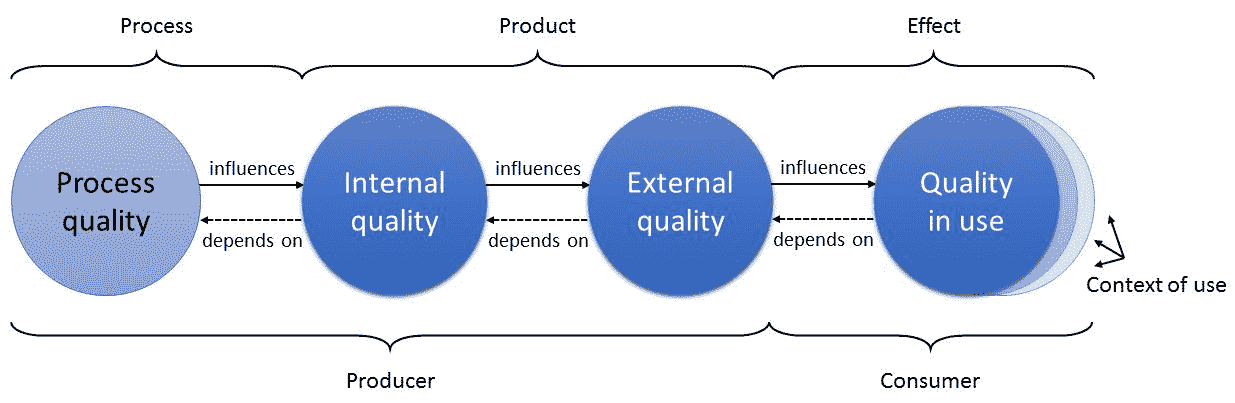 Process
Product
Effect
Process
quality
influences
depends on
Internal
quality
influences
depends on
External
quality
influences
depends on
Quality
in use
Context of use
Producer
Consumer